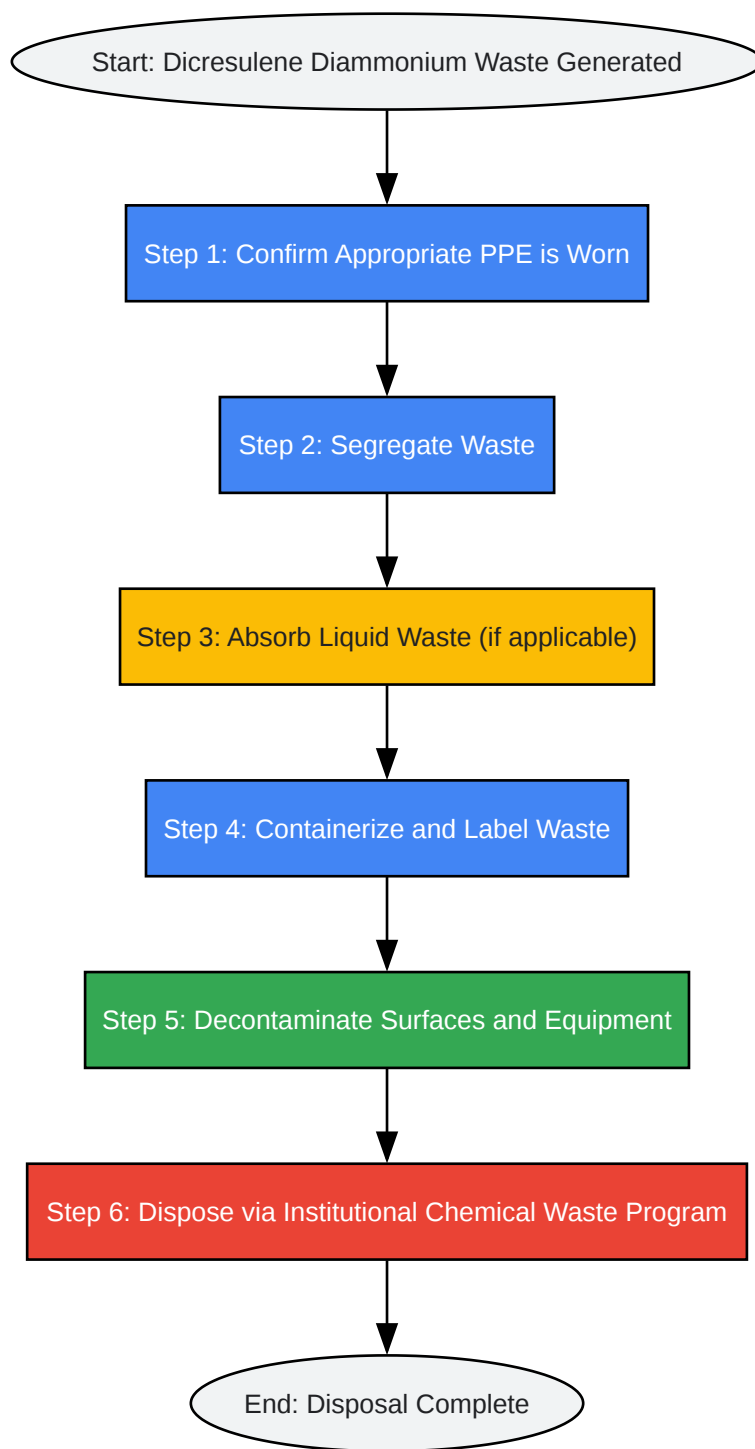 Start: Dicresulene Diammonium Waste Generated
Step 1: Confirm Appropriate PPE is Worn
Step 2: Segregate Waste
Step 3: Absorb Liquid Waste (if applicable)
Step 4: Containerize and Label Waste
Step 5: Decontaminate Surfaces and Equipment
Step 6: Dispose via Institutional Chemical Waste Program
End: Disposal Complete